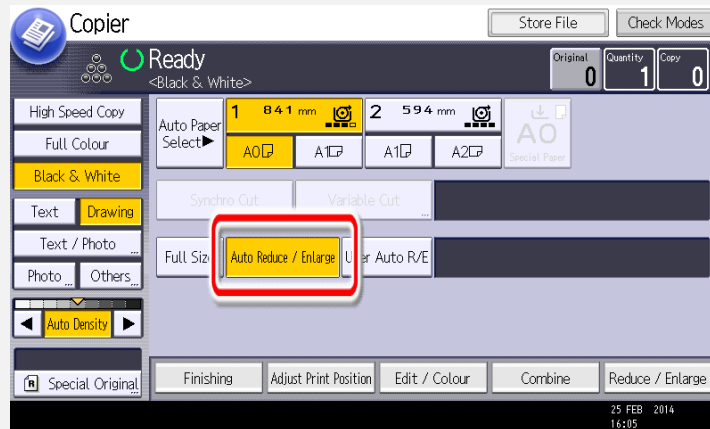 Copier
Store File
Check Modes
Ready
<Black & White>
Original
0
Quantity
1
Copy
0
High Speed Copy
Full Colour
Black & White
Text
Drawing
Text / Photo
Photo
Others
Auto Density
Special Original
Auto Paper
Select▶
1 841 mm
2 594 mm
A0
A1
A1
A2
A0
Special Paper
Synchro Cut
Variable Cut
Full Siz
Auto Reduce / Enlarge
er Auto R/E
Finishing
Adjust Print Position
Edit / Colour
Combine
Reduce / Enlarge
25 FEB 2014
16:05